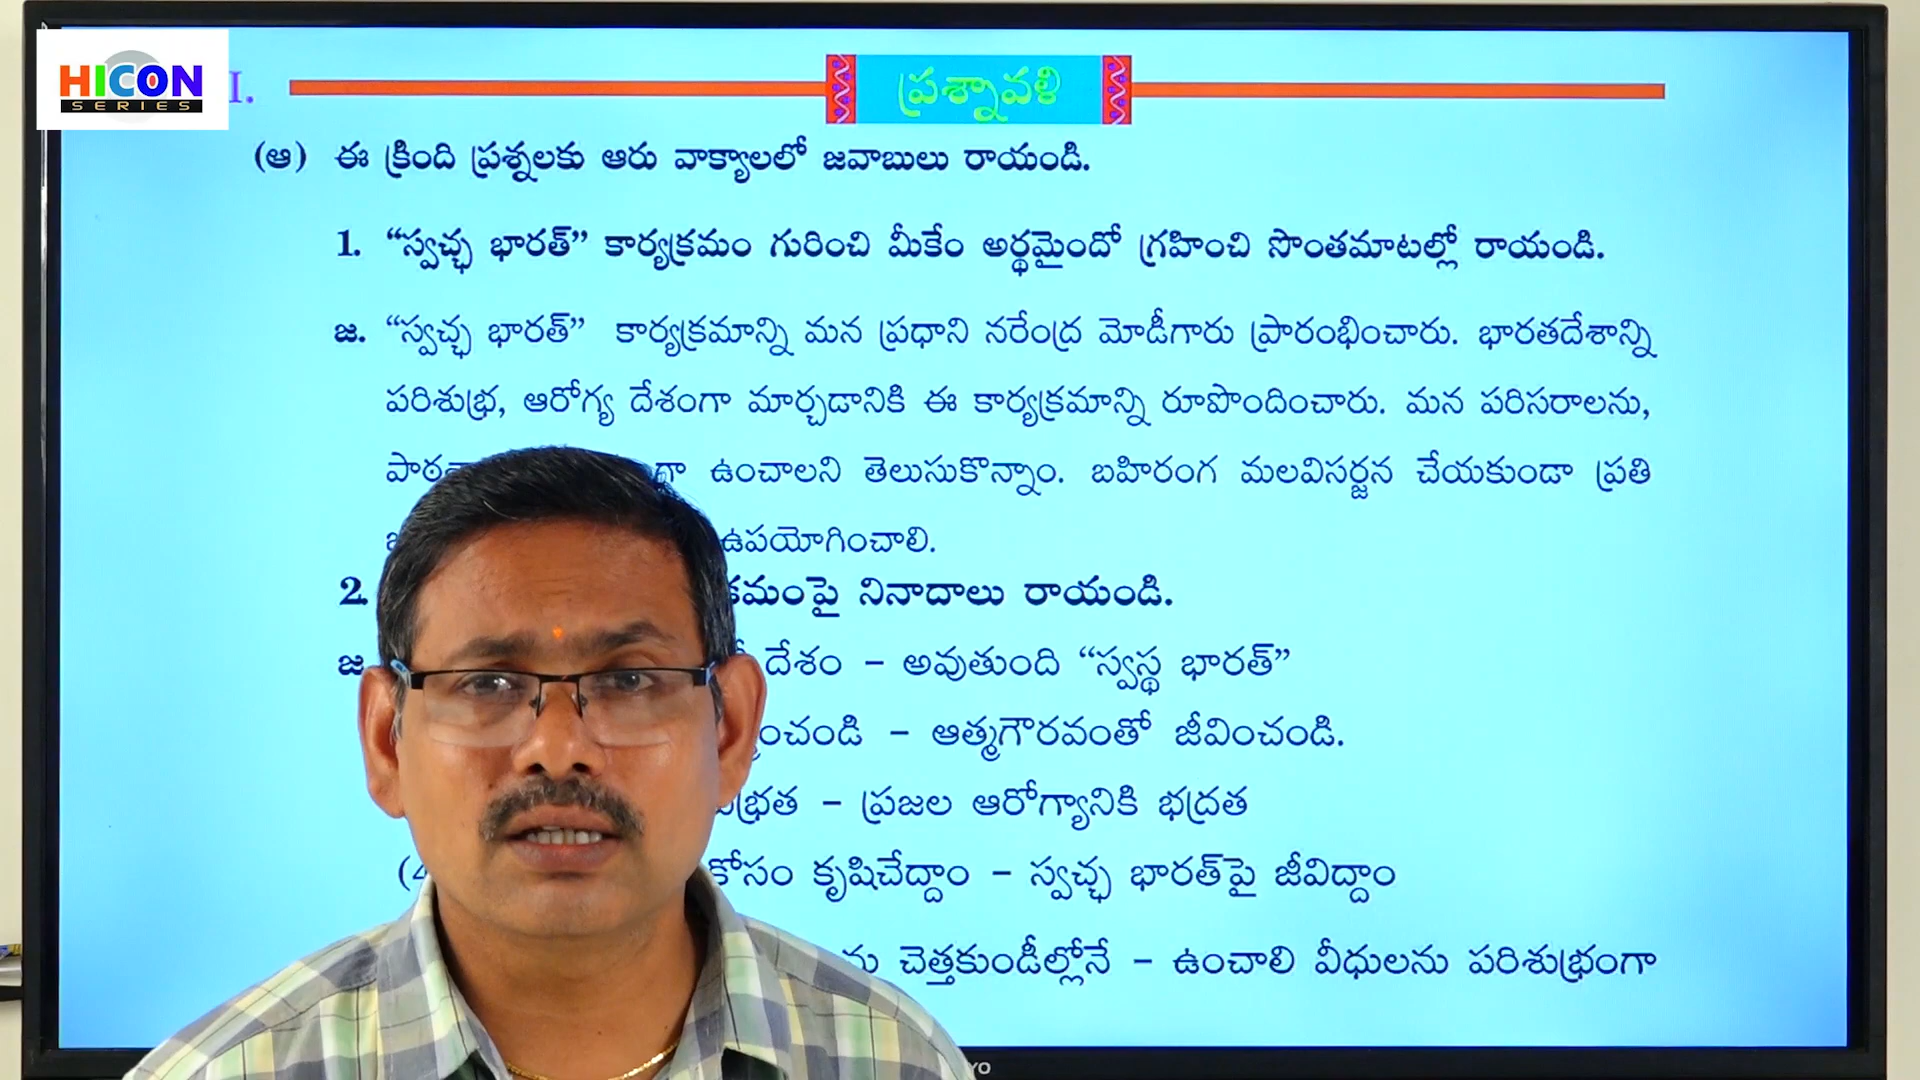 HICON
SERIES
I.
ప్రశ్నావళి
(ఆ) ఈ క్రింది ప్రశ్నలకు ఆరు వాక్యాలలో జవాబులు రాయండి.
1. “స్వచ్ఛ భారత్” కార్యక్రమం గురించి మీకేం అర్థమైందో గ్రహించి సొంతమాటల్లో రాయండి.
జ. “స్వచ్ఛ భారత్” కార్యక్రమాన్ని మన ప్రధాని నరేంద్ర మోడీగారు ప్రారంభించారు. భారతదేశాన్ని
పరిశుభ్ర, ఆరోగ్య దేశంగా మార్చడానికి ఈ కార్యక్రమాన్ని రూపొందించారు. మన పరిసరాలను,
ఉంచాలని తెలుసుకొన్నాం. బహిరంగ మలవిసర్జన చేయకుండా ప్రతి
ఉపయోగించాలి.
2. నినాదాలు రాయండి.
జ దేశం – అవుతుంది “స్వస్థ భారత్”
– ఆత్మగౌరవంతో జీవించండి.
– ప్రజల ఆరోగ్యానికి భద్రత
(4 కోసం కృషిచేద్దాం – స్వచ్ఛ భారత్‌పై జీవిద్దాం
చెత్తకుండీల్లోనే – ఉంచాలి వీధులను పరిశుభ్రంగా